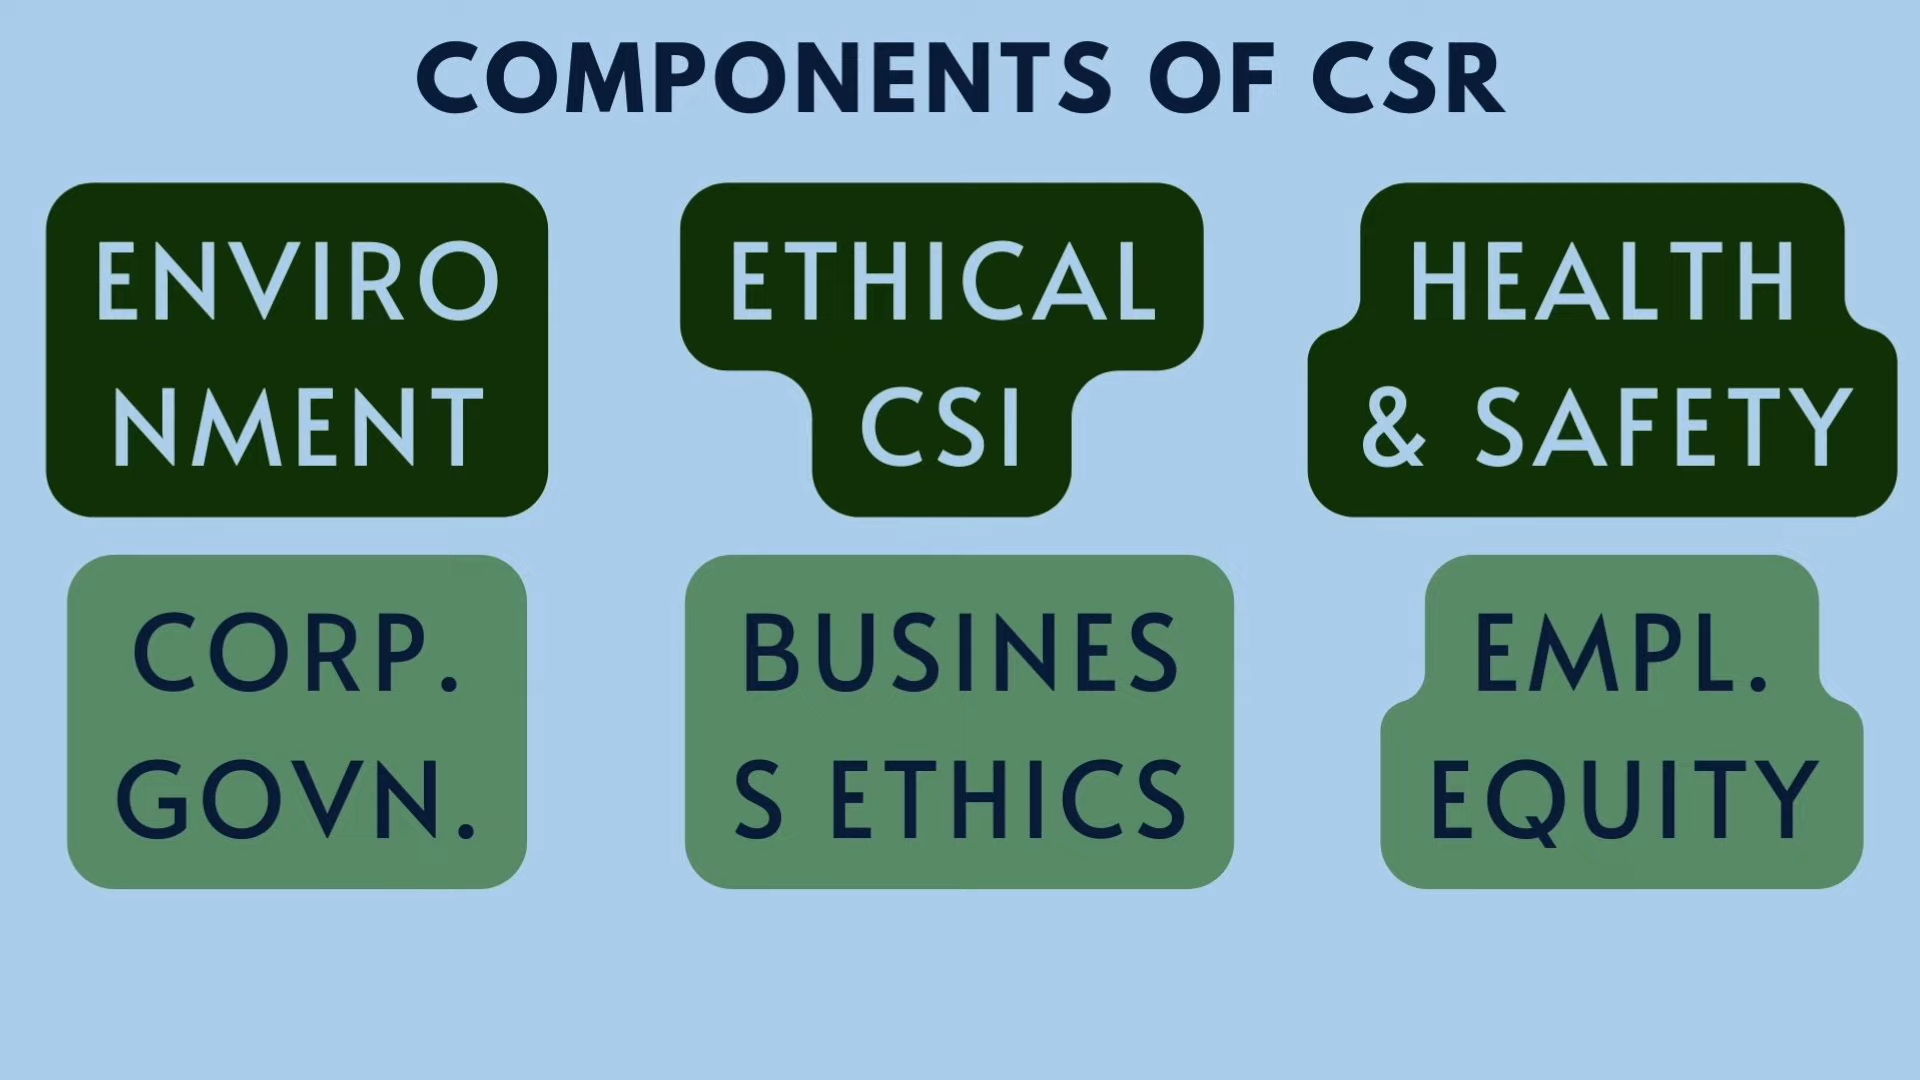 COMPONENTS OF CSR
ENVIRO
NMENT
ETHICAL
CSI
HEALTH
& SAFETY
CORP.
GOVN.
BUSINES
S ETHICS
EMPL.
EQUITY